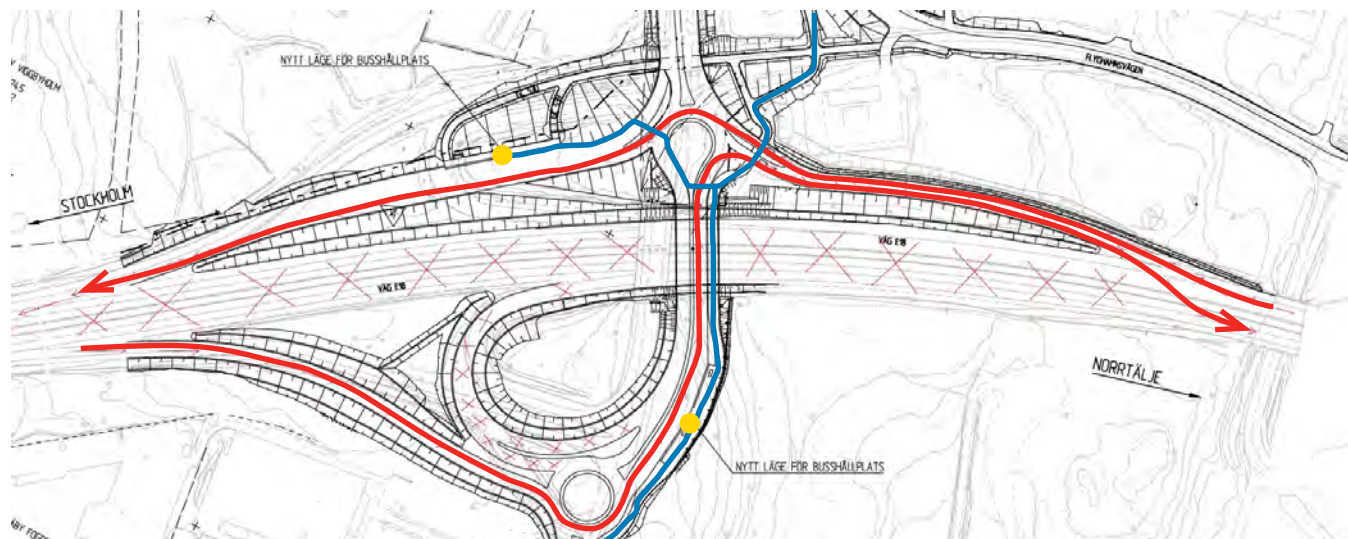 NYTT LÄGE FÖR BUSSHÅLLPLATS
FLYGHAMNSVÄGEN
STOCKHOLM
VÄG E18
VÄG E18
NORRTÄLJE
NYTT LÄGE FÖR BUSSHÅLLPLATS